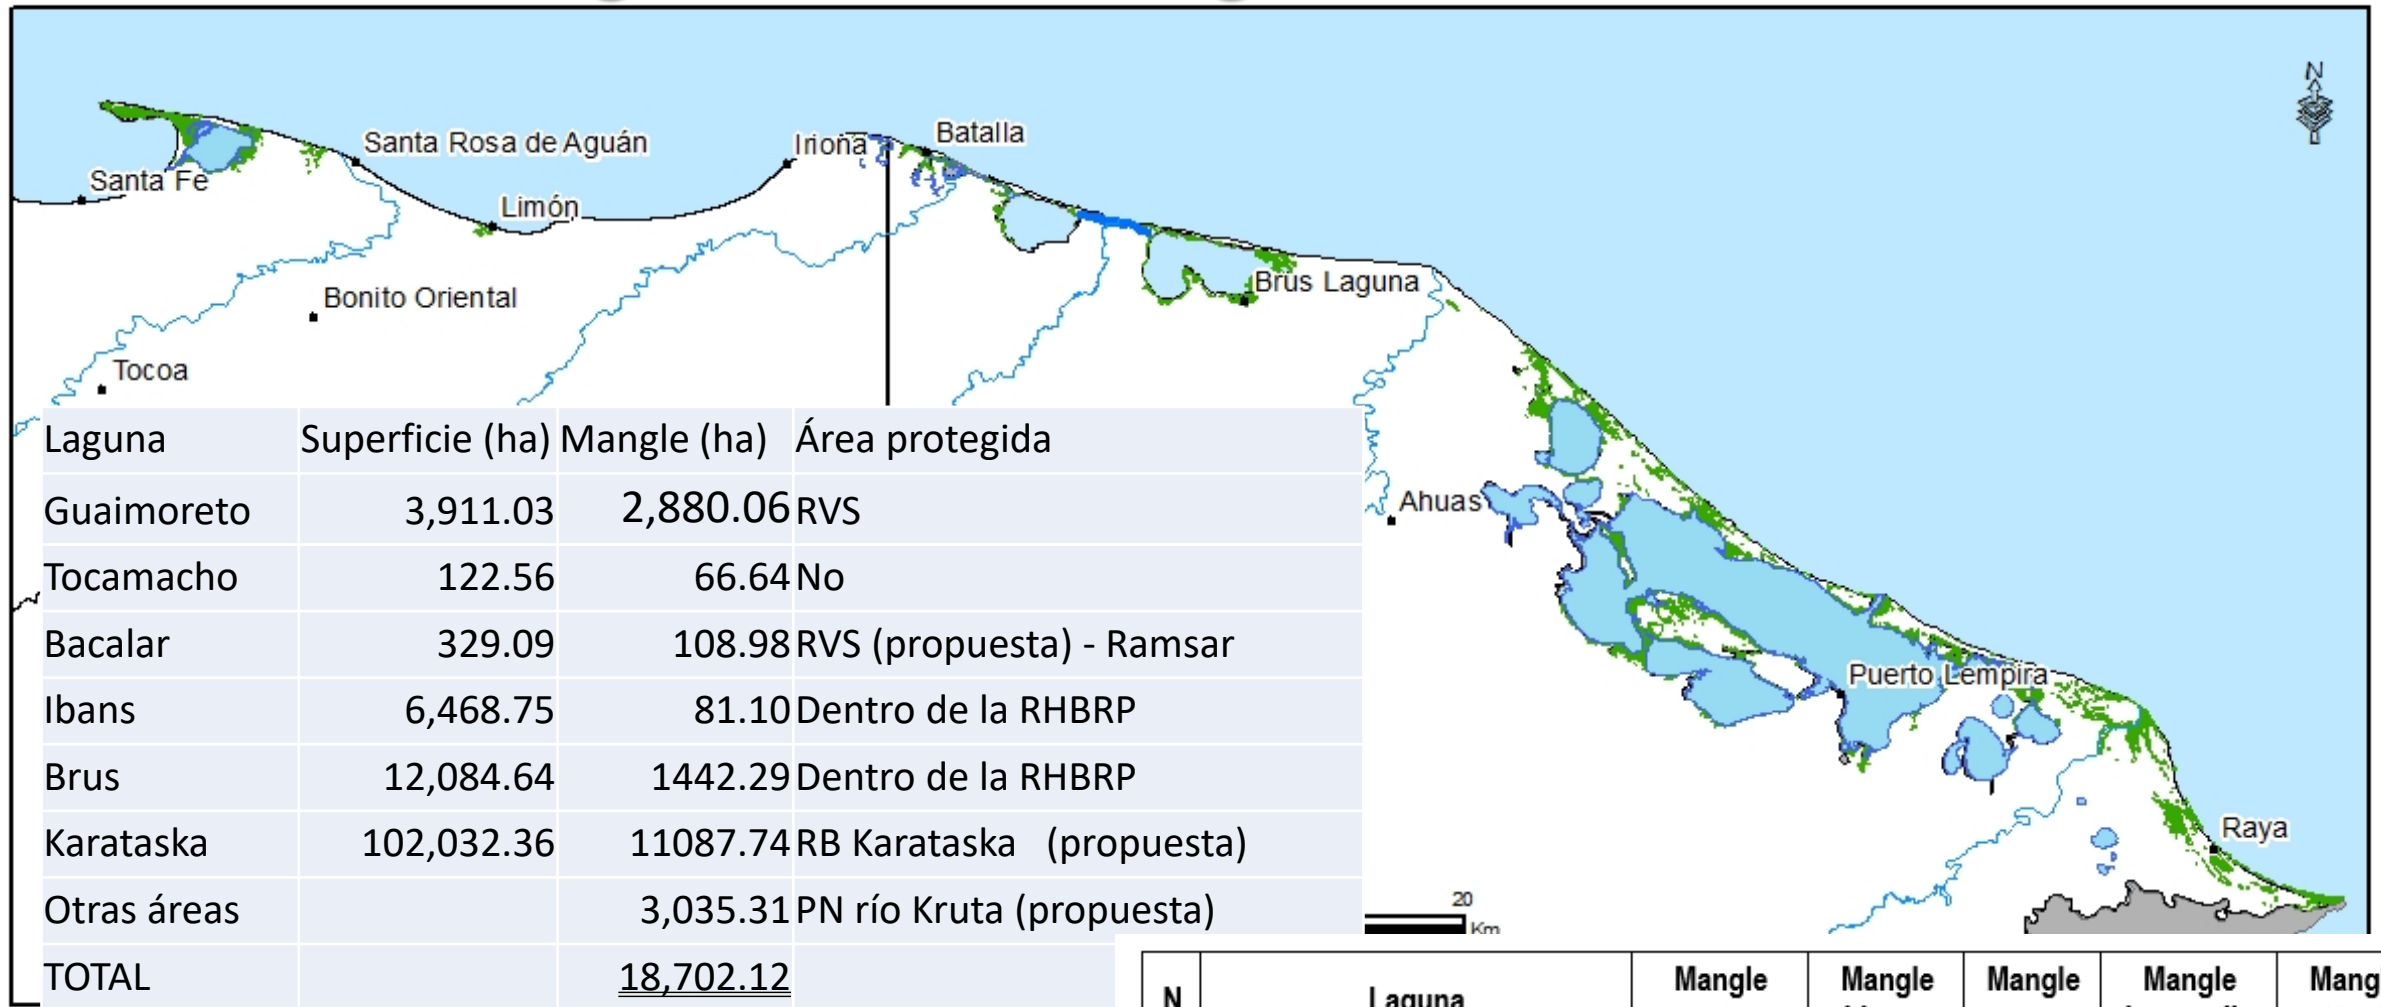 N
Santa Rosa de Aguán
Iriona
Batalla
Santa Fe
Limón
Brus Laguna
Bonito Oriental
Tocoa
Laguna Superficie (ha) Mangle (ha) Área protegida
Guaimoreto 3,911.03 2,880.06 RVS
Tocamacho 122.56 66.64 No
Bacalar 329.09 108.98 RVS (propuesta) - Ramsar
Ibans 6,468.75 81.10 Dentro de la RHBRP
Brus 12,084.64 1442.29 Dentro de la RHBRP
Karataska 102,032.36 11087.74 RB Karataska (propuesta)
Otras áreas 3,035.31 PN río Kruta (propuesta)
TOTAL 18,702.12
Ahuas
Puerto Lempira
Raya
20
Km
N Laguna Mangle Mangle Mangle Mangle